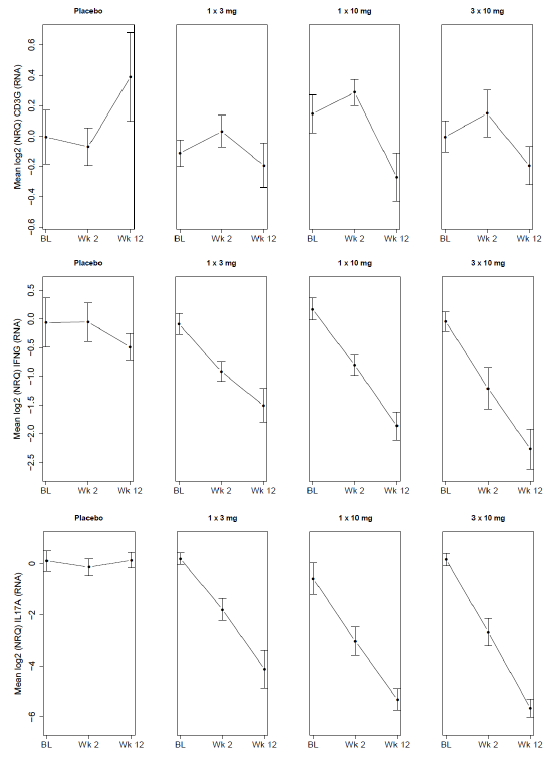 Placebo 1 x 3 mg 1 x 10 mg 3 x 10 mg
Mean log2 (NRQ) CD3G (RNA)
0.6
0.4
0.2
0.0
−0.2
−0.4
−0.6
BL Wk 2 Wk 12 BL Wk 2 Wk 12 BL Wk 2 Wk 12 BL Wk 2 Wk 12
Placebo 1 x 3 mg 1 x 10 mg 3 x 10 mg
Mean log2 (NRQ) IFNG (RNA)
0.5
0.0
−0.5
−1.0
−1.5
−2.0
−2.5
BL Wk 2 Wk 12 BL Wk 2 Wk 12 BL Wk 2 Wk 12 BL Wk 2 Wk 12
Placebo 1 x 3 mg 1 x 10 mg 3 x 10 mg
Mean log2 (NRQ) IL17A (RNA)
0
−2
−4
−6
BL Wk 2 Wk 12 BL Wk 2 Wk 12 BL Wk 2 Wk 12 BL Wk 2 Wk 12